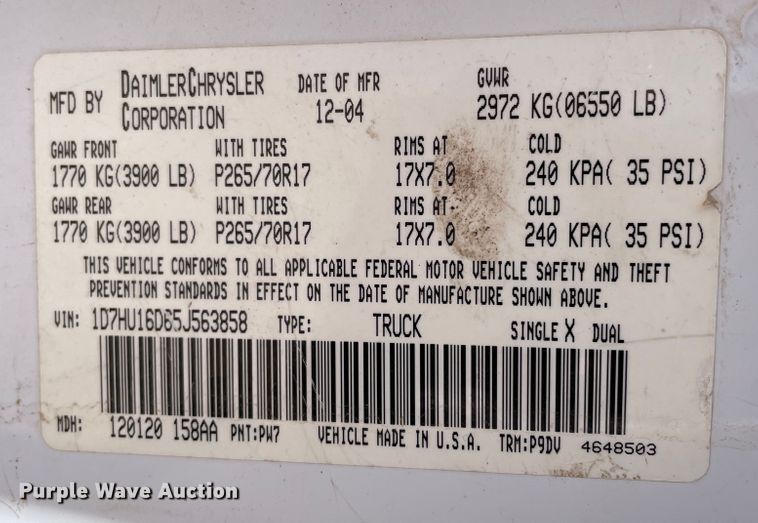 MFD BY DAIMLERCHRYSLER CORPORATION DATE OF MFR 12-04 GVWR 2972 KG(06550 LB)
GAWR FRONT WITH TIRES RIMS AT COLD
1770 KG(3900 LB) P265/70R17 17X7.0 240 KPA( 35 PSI)
GAWR REAR WITH TIRES RIMS AT COLD
1770 KG(3900 LB) P265/70R17 17X7.0 240 KPA( 35 PSI)
THIS VEHICLE CONFORMS TO ALL APPLICABLE FEDERAL MOTOR VEHICLE SAFETY AND THEFT
PREVENTION STANDARDS IN EFFECT ON THE DATE OF MANUFACTURE SHOWN ABOVE.
VIN: 1D7HU16D65J563858 TYPE: TRUCK SINGLE X DUAL
MDH: 120120 158AA PNT:PW7 VEHICLE MADE IN U.S.A. TRM:P9DV 4648503
Purple Wave Auction